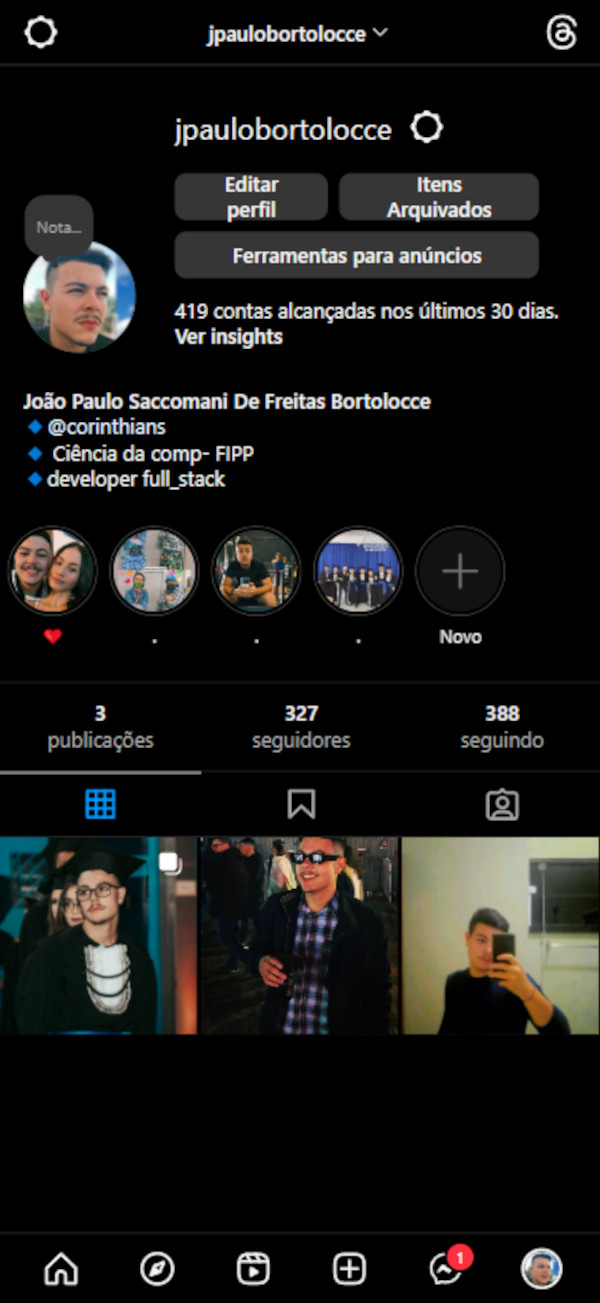 jpaulobortolocce
jpaulobortolocce
Editar
perfil
Itens
Arquivados
Nota...
Ferramentas para anúncios
419 contas alcançadas nos últimos 30 dias.
Ver insights
João Paulo Saccomani De Freitas Bortolocce
@corinthians
Ciência da comp- FIPP
developer full_stack
. . . Novo
3 327 388
publicações seguidores seguindo
1